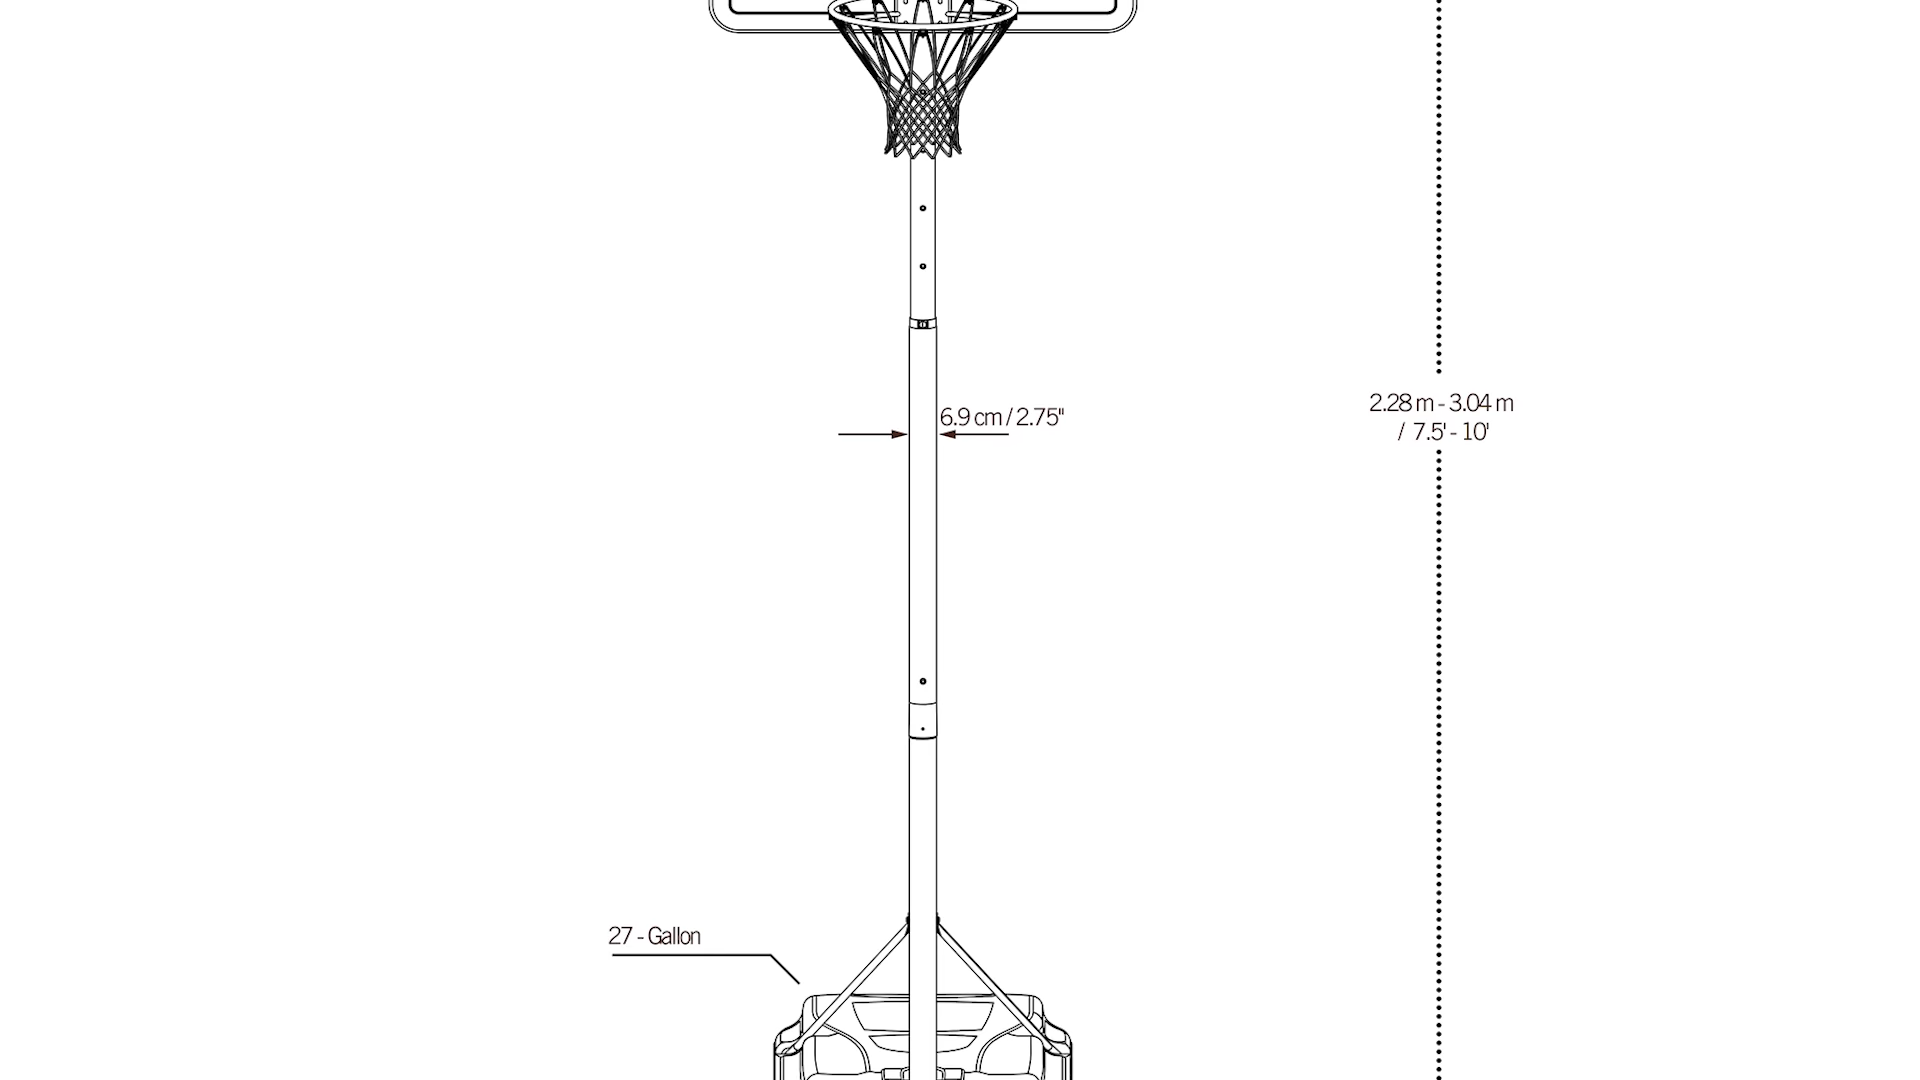 6.9 cm / 2.75"
2.28 m - 3.04 m
/ 7.5' - 10'
27 - Gallon